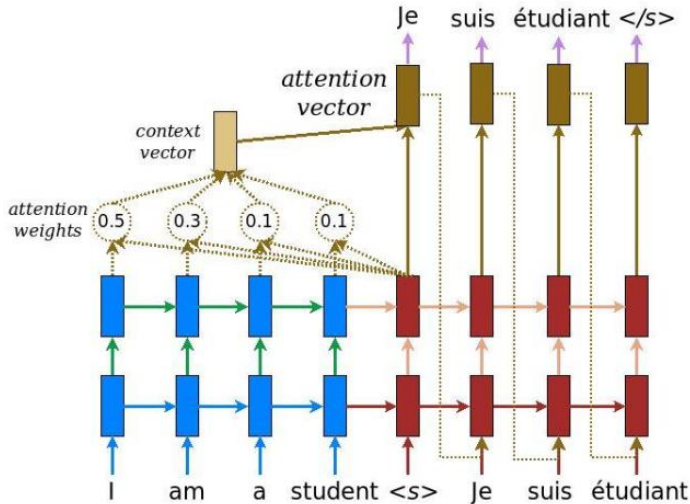 Je suis étudiant </s>
attention
vector
context
vector
attention
weights
0.5 0.3 0.1 0.1
I am a student <s> Je suis étudiant